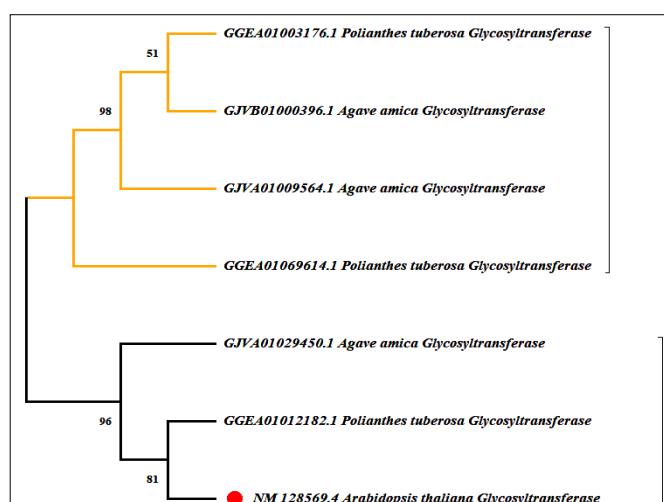 GGEA01003176.1 Polianthes tuberosa Glycosyltransferase
51
GJVB01000396.1 Agave amica Glycosyltransferase
98
GJVA01009564.1 Agave amica Glycosyltransferase
GGEA01069614.1 Polianthes tuberosa Glycosyltransferase
GJVA01029450.1 Agave amica Glycosyltransferase
96
GGEA01012182.1 Polianthes tuberosa Glycosyltransferase
81
NM 128569.4 Arabidopsis thaliana Glycosyltransferase